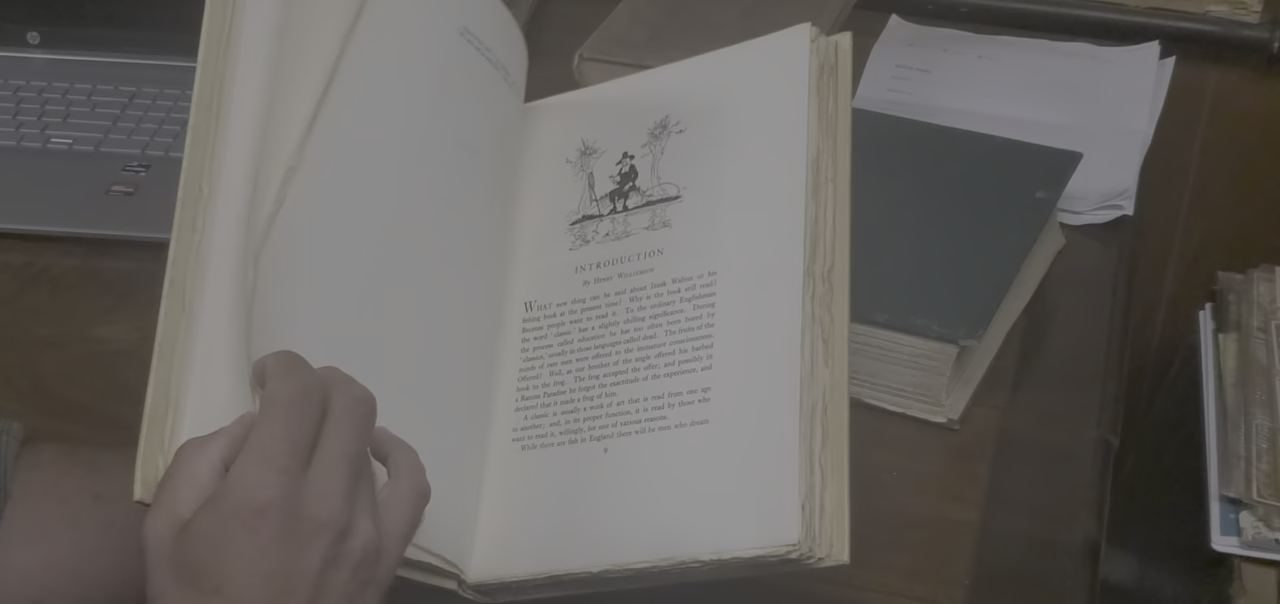 INTRODUCTION
By HENRY WILLIAMSON
WHAT new thing can be said about Izaak Walton or his
fishing book at the present time? Why is the book still read?
Because people want to read it. To the ordinary Englishman
the word 'classic' has a slightly chilling significance. During
the process called education he has too often been bored by
'classics,' usually in those languages called dead. The fruits of the
minds of rare men were offered to the immature consciousness.
Offered? Well, as our brother of the angle offered his barbed
hook to the frog. The frog accepted the offer; and possibly in
a Ranine Paradise he forgot the exactitude of the experience, and
declared that it made a frog of him.
A classic is usually a work of art that is read from one age
to another; and, in its proper function, it is read by those who
want to read it, willingly, for one of various reasons.
While there are fish in England there will be men who dream
9
hp